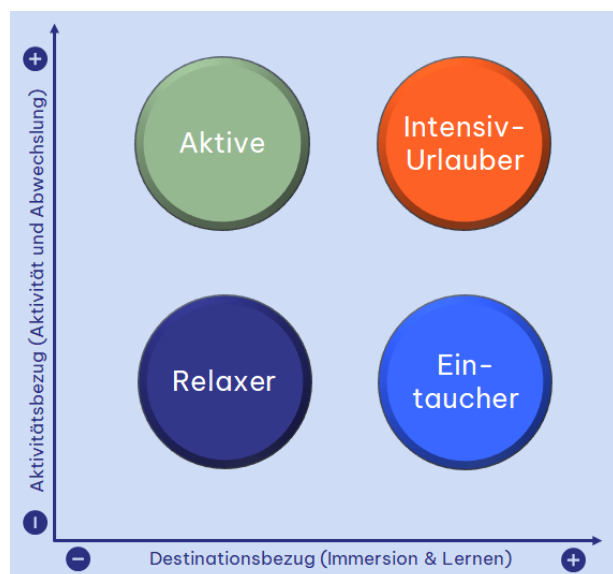 Aktivitätsbezug (Aktivität und Abwechslung)
Aktive
Intensiv-
Urlauber
Relaxer
Ein-
taucher
Destinationsbezug (Immersion & Lernen)